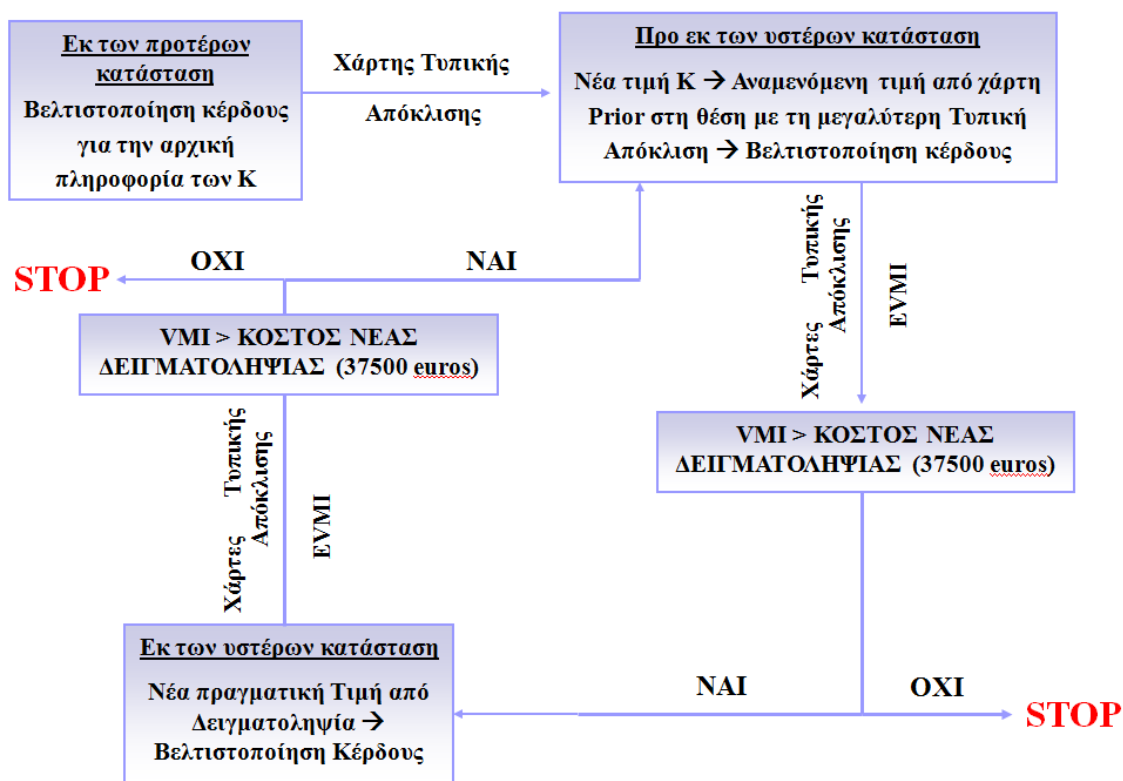 Εκ των προτέρων
κατάσταση
Βελτιστοποίηση κέρδους
για την αρχική
πληροφορία των Κ
Χάρτης Τυπικής
Απόκλισης
Προ εκ των υστέρων κατάσταση
Νέα τιμή Κ → Αναμενόμενη τιμή από χάρτη
Prior στη θέση με τη μεγαλύτερη Τυπική
Απόκλιση → Βελτιστοποίηση κέρδους
Χάρτες Τυπικής
Απόκλισης
EVMI
STOP
ΟΧΙ
ΝΑΙ
VMI > ΚΟΣΤΟΣ ΝΕΑΣ
ΔΕΙΓΜΑΤΟΛΗΨΙΑΣ (37500 euros)
VMI > ΚΟΣΤΟΣ ΝΕΑΣ
ΔΕΙΓΜΑΤΟΛΗΨΙΑΣ (37500 euros)
Χάρτες Τυπικής
Απόκλισης
EVMI
Εκ των υστέρων κατάσταση
Νέα πραγματική Τιμή από
Δειγματοληψία →
Βελτιστοποίηση Κέρδους
ΝΑΙ
ΟΧΙ
STOP